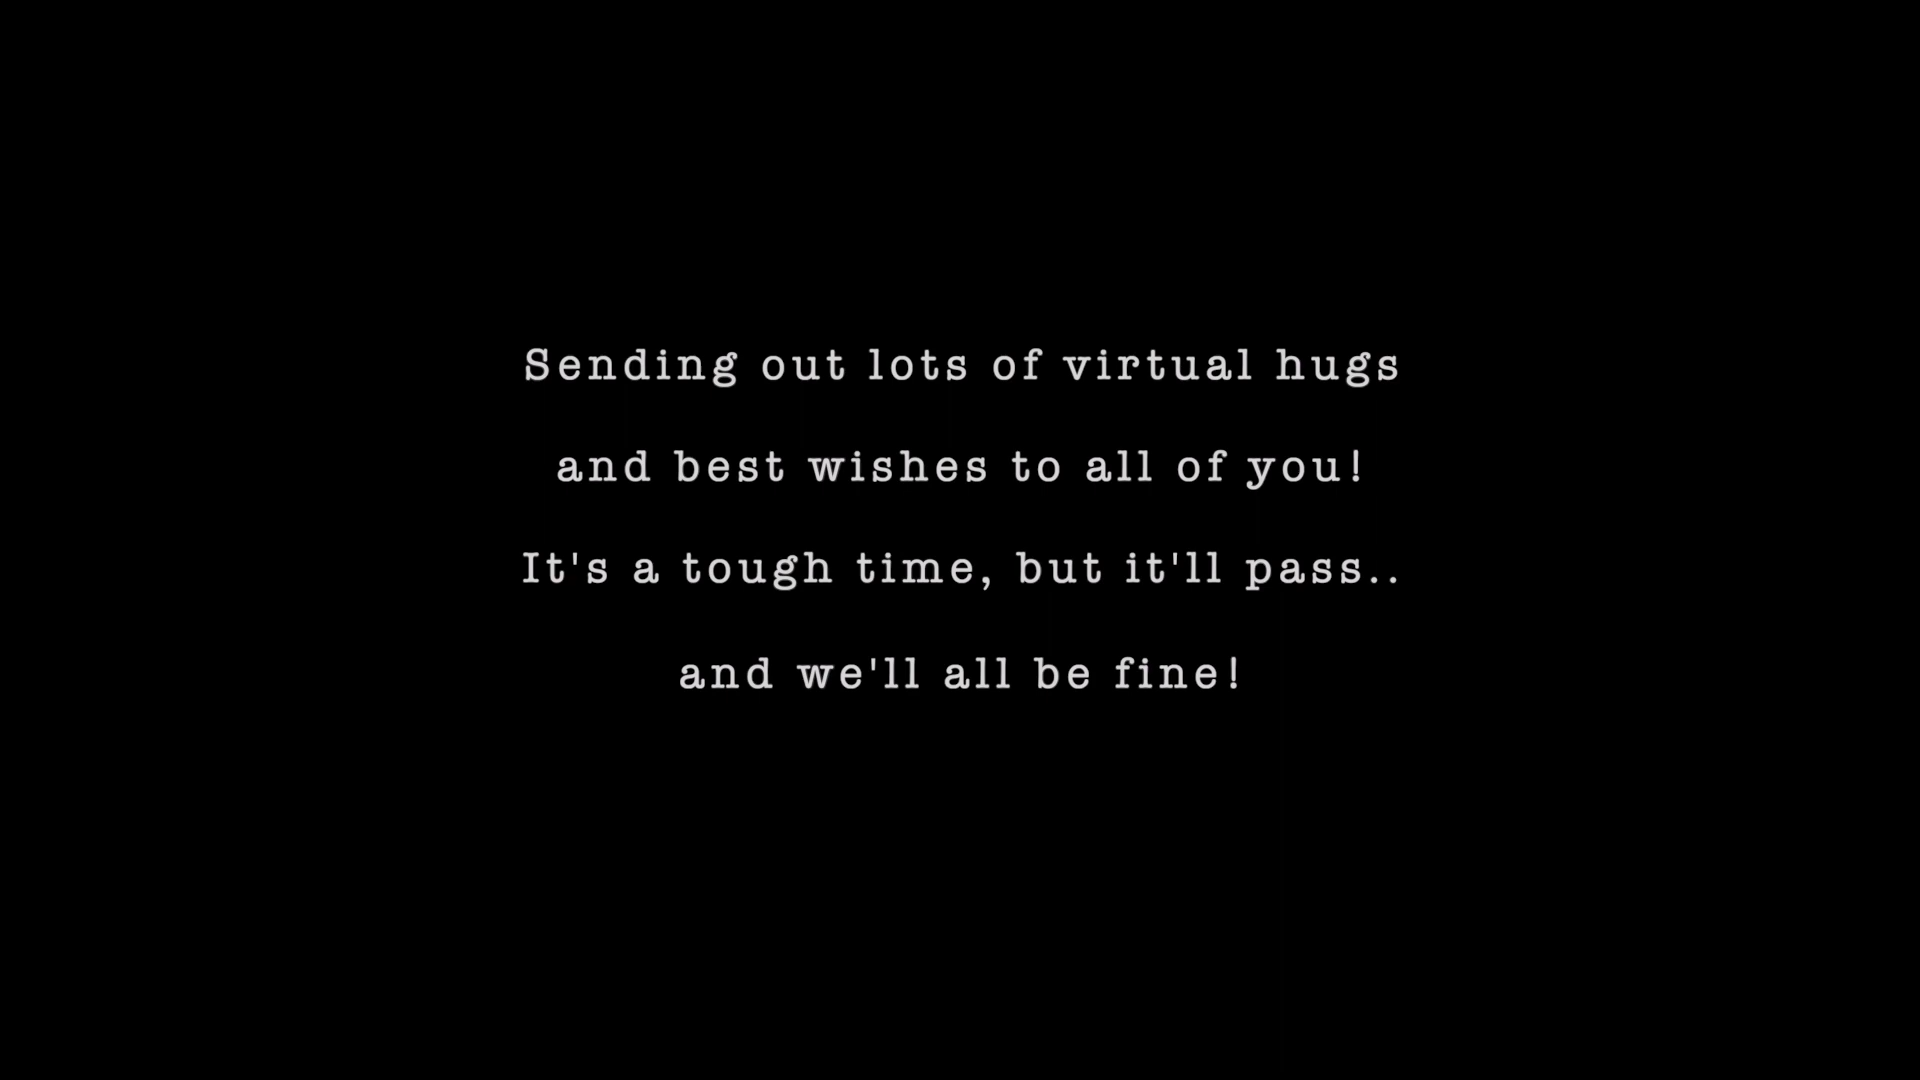 Sending out lots of virtual hugs
and best wishes to all of you!
It's a tough time, but it'll pass..
and we'll all be fine!